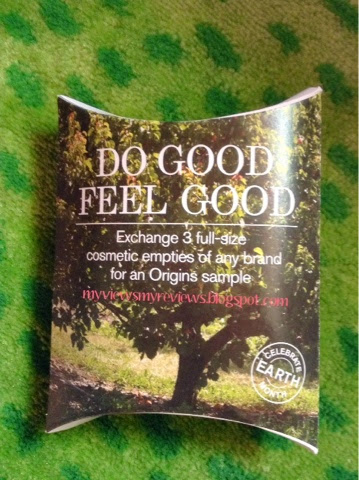 DO GOOD
FEEL GOOD
Exchange 3 full-size
cosmetic empties of any brand
for an Origins sample
myviewsmyreviews.blogspot.com
CELEBRATE
EARTH
MONTH